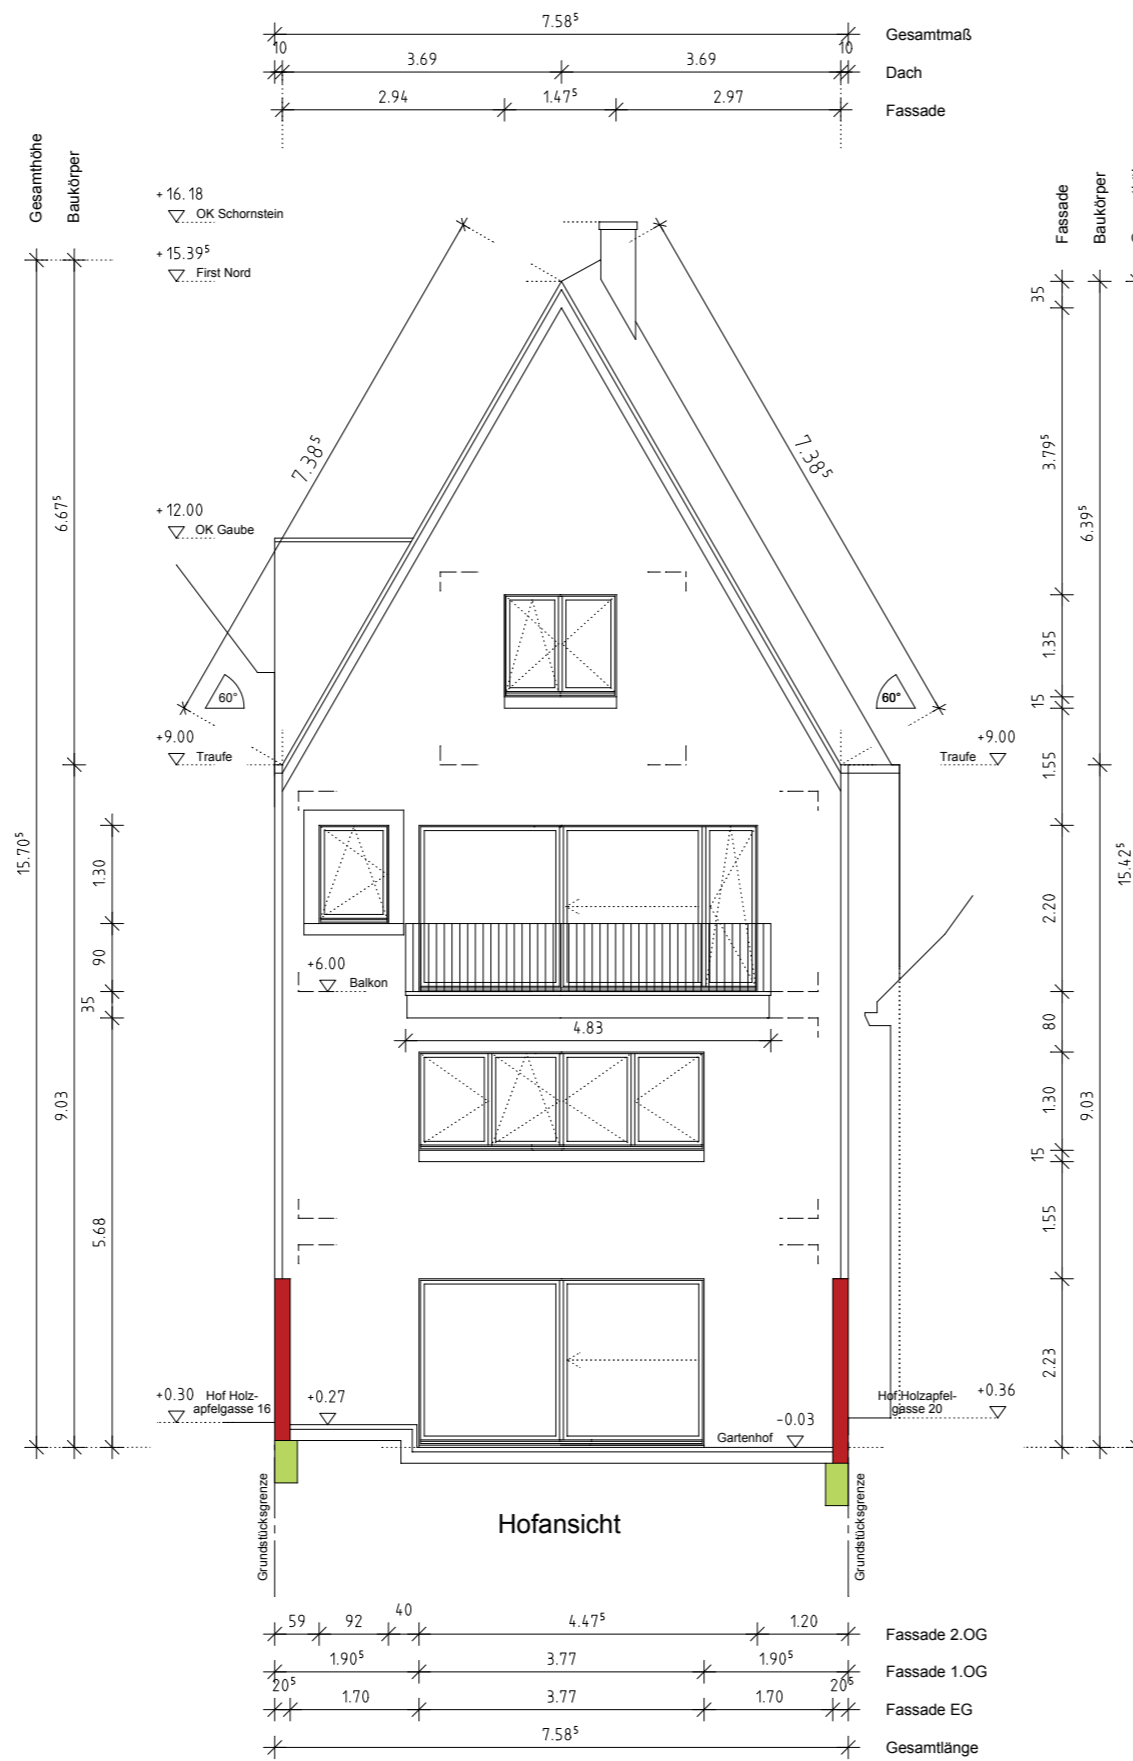 7.58⁵
Gesamtmaß
10
10
3.69
3.69
Dach
2.94
1.47⁵
2.97
Fassade
Gesamthöhe
Baukörper
Fassade
Baukörper
+16.18
OK Schornstein
+15.39⁵
First Nord
35
7.38⁵
7.38⁵
3.79⁵
6.67⁵
+12.00
OK Gaube
6.39⁵
1.35
60°
60°
15
+9.00
Traufe
+9.00
Traufe
1.55
15.70⁵
1.30
15.42⁵
2.20
90
+6.00
Balkon
35
4.83
80
9.03
1.30
9.03
15
5.68
1.55
2.23
+0.30
Hof Holz-
apfelgasse 16
+0.27
Hof Holzapfel-
gasse 20
+0.36
-0.03
Gartenhof
Grundstücksgrenze
Grundstücksgrenze
Hofansicht
59
92
40
4.47⁵
1.20
Fassade 2.OG
1.90⁵
3.77
1.90⁵
Fassade 1.OG
20⁵
1.70
3.77
1.70
20⁵
Fassade EG
7.58⁵
Gesamtlänge